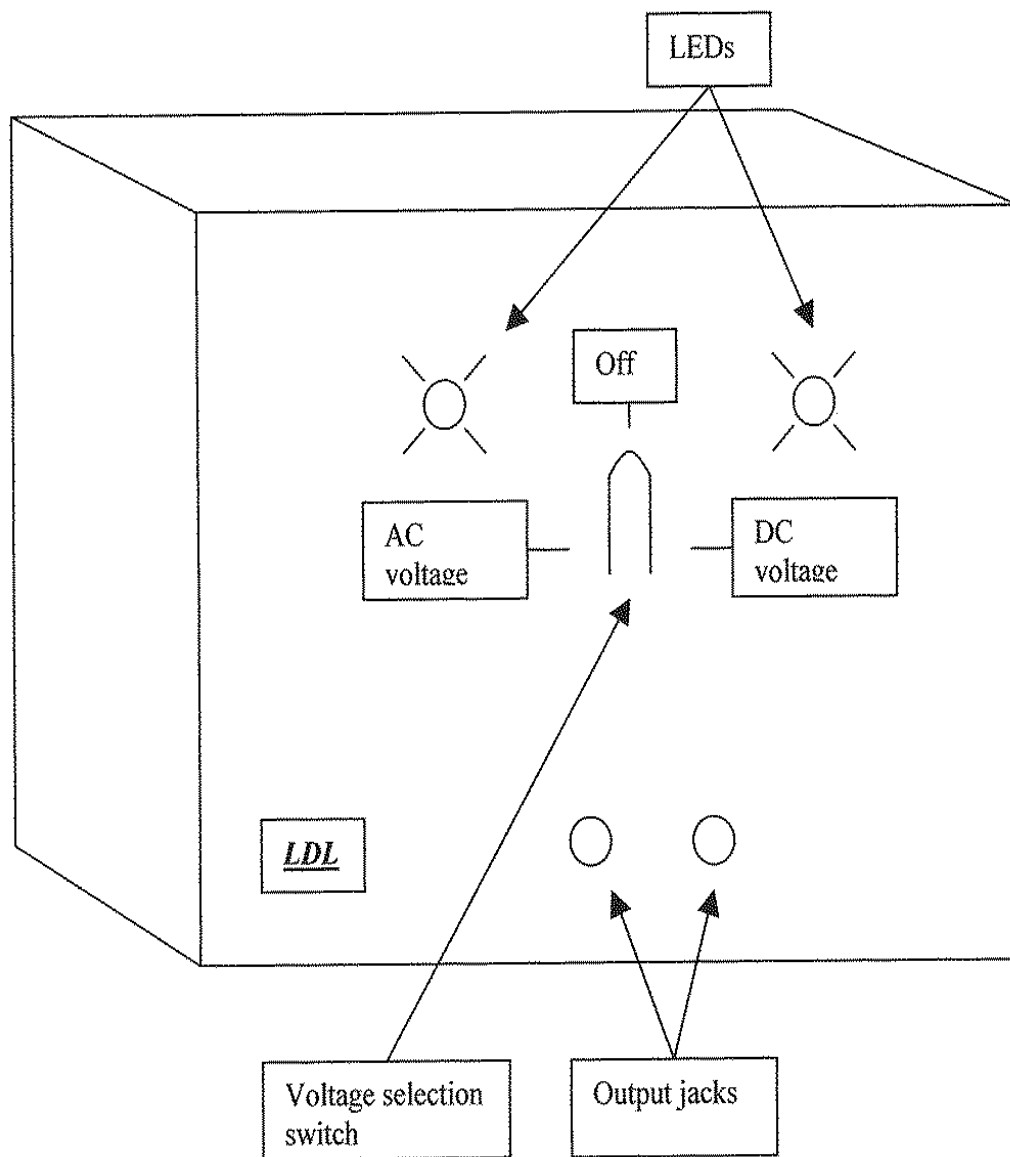 LEDs
Off
AC
voltage
DC
voltage
LDL
Voltage selection
switch
Output jacks